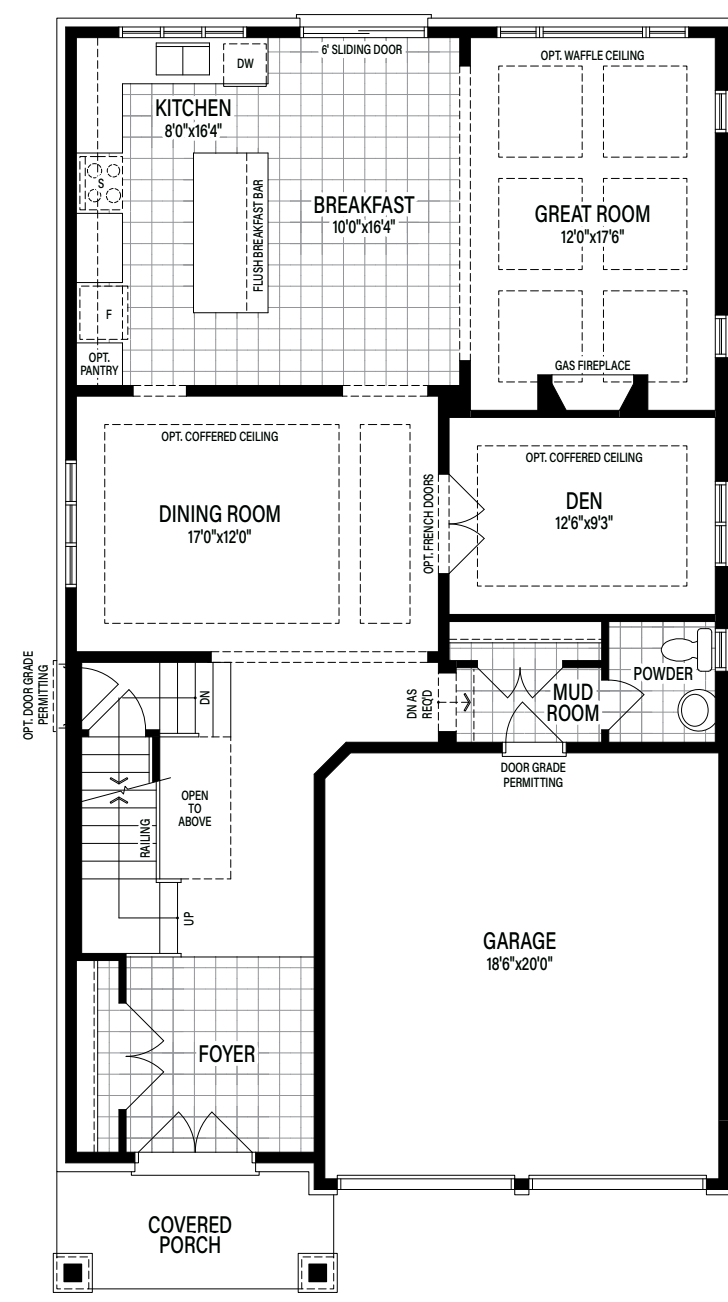 6' SLIDING DOOR
OPT. WAFFLE CEILING
DW
KITCHEN
8'0"x16'4"
S
FLUSH BREAKFAST BAR
BREAKFAST
10'0"x16'4"
GREAT ROOM
12'0"x17'6"
F
OPT.
PANTRY
GAS FIREPLACE
OPT. COFFERED CEILING
OPT. COFFERED CEILING
DINING ROOM
17'0"x12'0"
OPT. FRENCH DOORS
DEN
12'6"x9'3"
OPT. DOOR GRADE
PERMITTING
DN
DN AS
REQ'D
MUD
ROOM
POWDER
DOOR GRADE
PERMITTING
OPEN
TO
ABOVE
RAILING
UP
GARAGE
18'6"x20'0"
FOYER
COVERED
PORCH